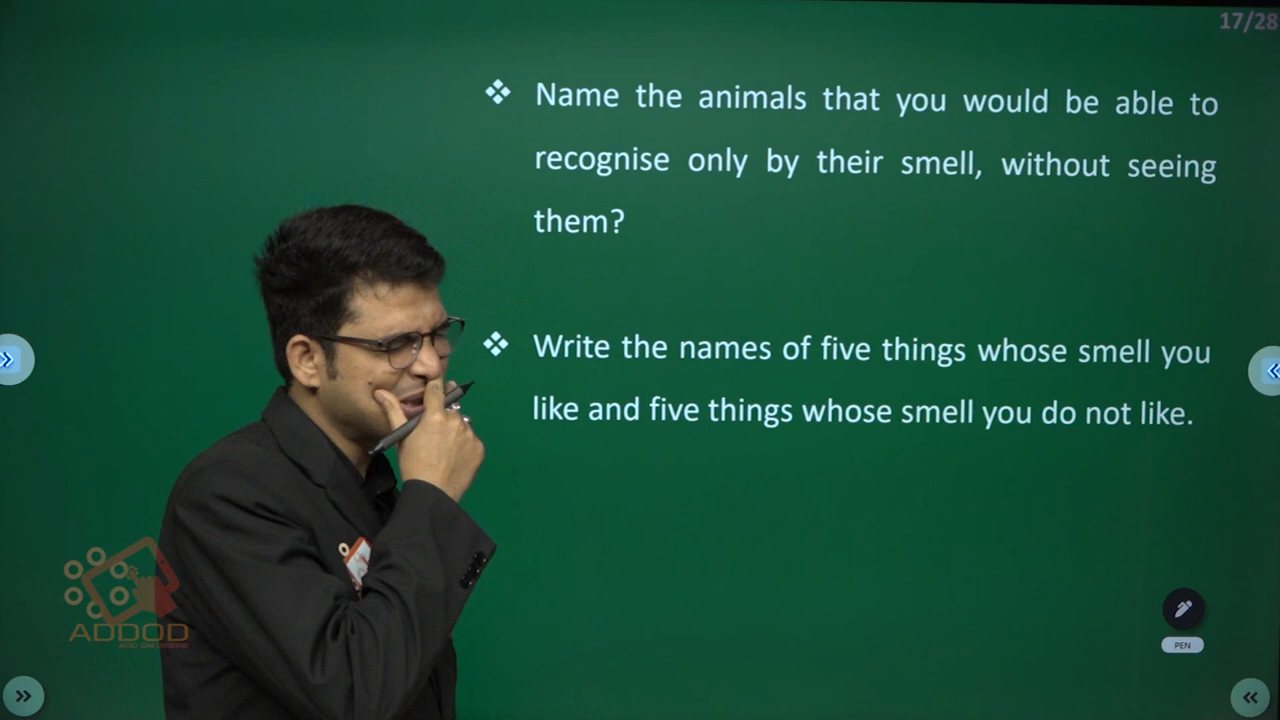 17/28
❖ Name the animals that you would be able to
recognise only by their smell, without seeing
them?
❖ Write the names of five things whose smell you
like and five things whose smell you do not like.
ADDOD
PEN